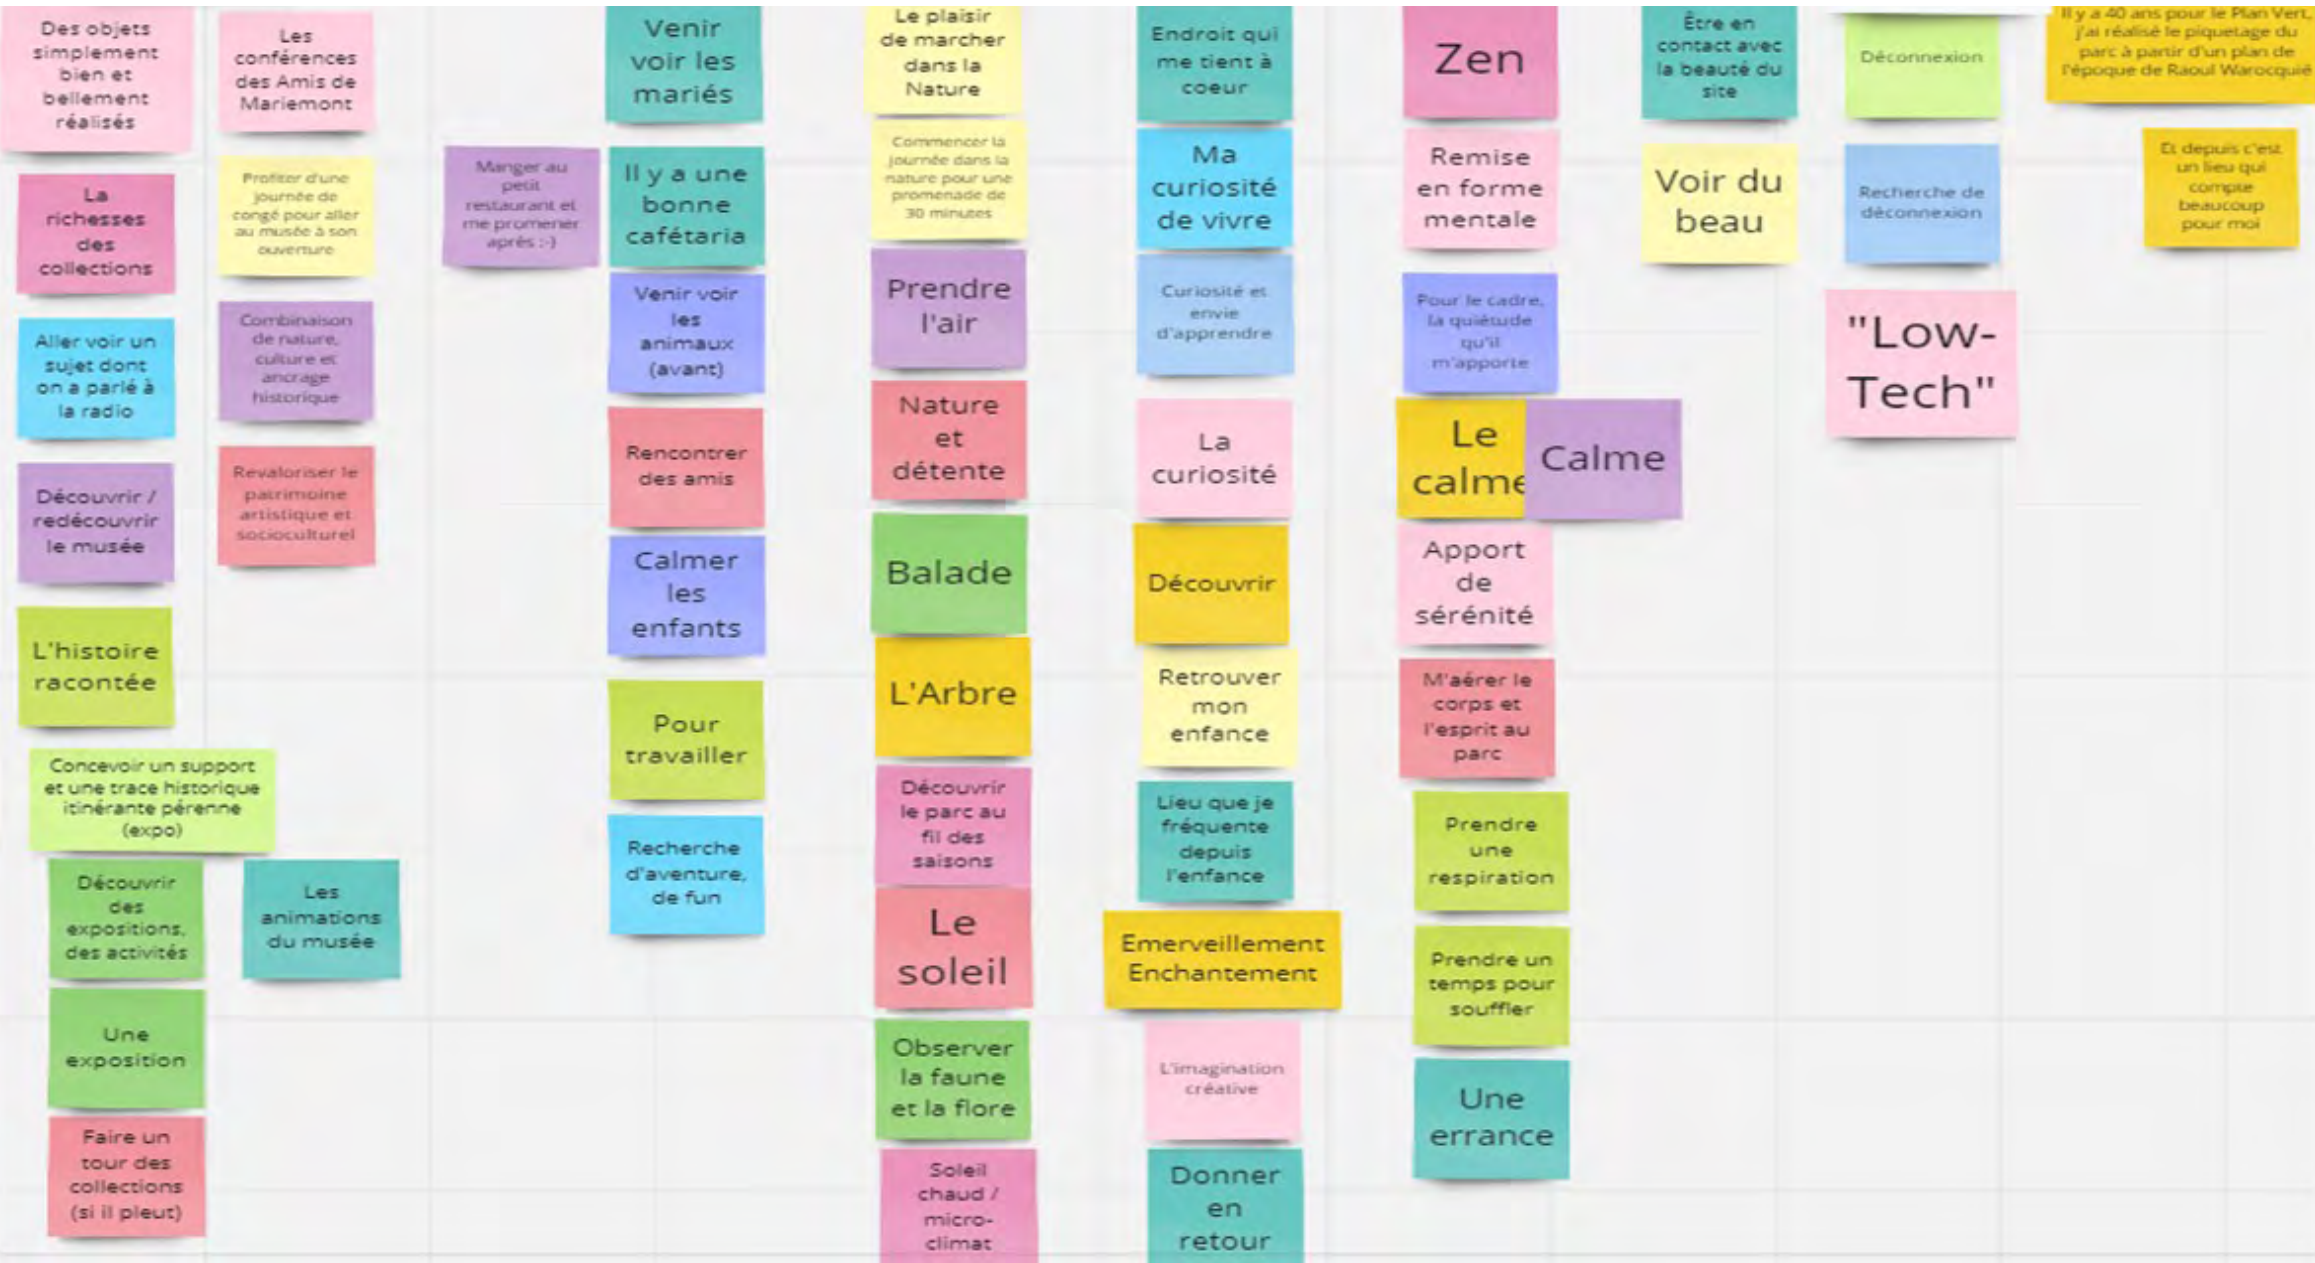 Des objets
simplement
bien et
bellement
réalisés
La
richesses
des
collections
Aller voir un
sujet dont
on a parlé à
la radio
Découvrir /
redécouvrir
le musée
L'histoire
racontée
Concevoir un support
et une trace historique
itinérante pérenne
(expo)
Découvrir
des
expositions,
des activités
Une
exposition
Faire un
tour des
collections
(si il pleut)
Les
conférences
des Amis de
Mariemont
Profiter d'une
journée de
congé pour aller
au musée à son
ouverture
Combinaison
de nature,
culture et
ancrage
historique
Revaloriser le
patrimoine
artistique et
socioculturel
Les
animations
du musée
Manger au
petit
restaurant et
me promener
après :-)
Venir
voir les
mariés
Il y a une
bonne
cafétaria
Venir voir
les
animaux
(avant)
Rencontrer
des amis
Calmer
les
enfants
Pour
travailler
Recherche
d'aventure,
de fun
Le plaisir
de marcher
dans la
Nature
Commencer la
journée dans la
nature pour une
promenade de
30 minutes
Prendre
l'air
Nature
et
détente
Balade
L'Arbre
Découvrir
le parc au
fil des
saisons
Le
soleil
Observer
la faune
et la flore
Soleil
chaud /
micro-
climat
Endroit qui
me tient à
coeur
Ma
curiosité
de vivre
Curiosité et
envie
d'apprendre
La
curiosité
Découvrir
Retrouver
mon
enfance
Lieu que je
fréquente
depuis
l'enfance
Emerveillement
Enchantement
L'imagination
créative
Donner
en
retour
Zen
Remise
en forme
mentale
Pour le cadre,
la quiétude
qu'il
m'apporte
Le
calme
Calme
Apport
de
sérénité
M'aérer le
corps et
l'esprit au
parc
Prendre
une
respiration
Prendre un
temps pour
souffler
Une
errance
Être en
contact avec
la beauté du
site
Voir du
beau
Déconnexion
Recherche de
déconnexion
"Low-
Tech"
Il y a 40 ans pour le Plan Vert,
j'ai réalisé le piquetage du
parc à partir d'un plan de
l'époque de Raoul Warocquié
Et depuis c'est
un lieu qui
compte
beaucoup
pour moi